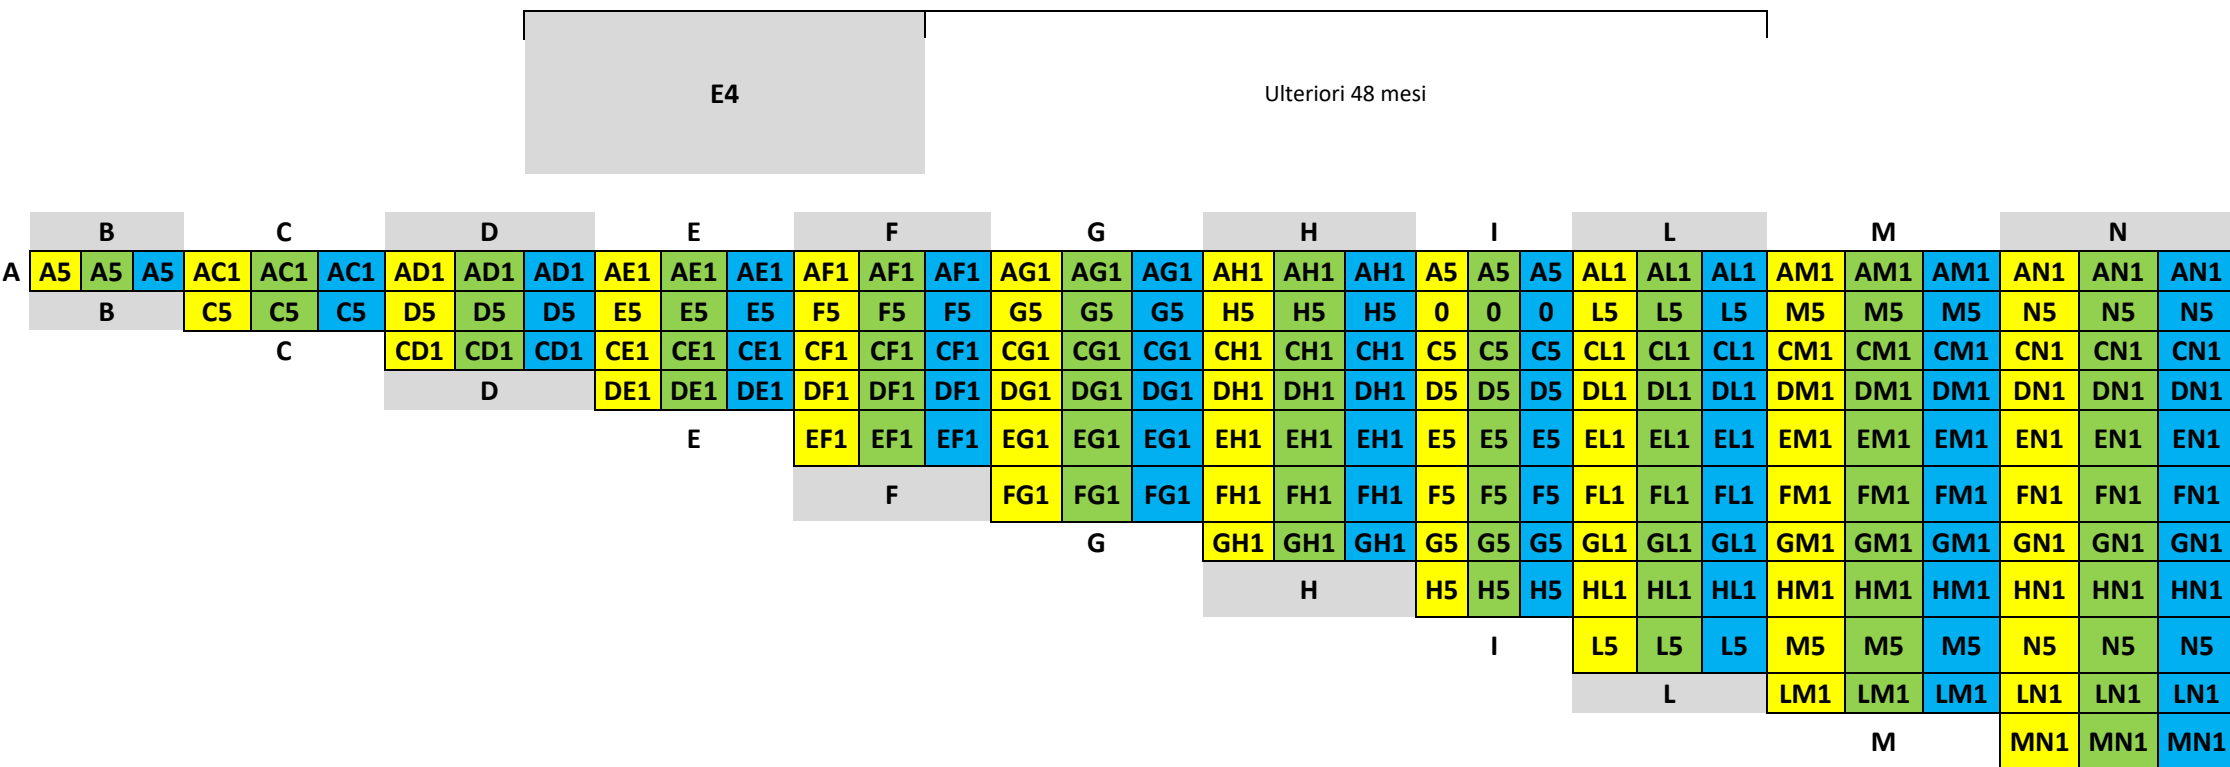 E4 Ulteriori 48 mesi
B C D E F G H I L M N
A A5 A5 A5 AC1 AC1 AC1 AD1 AD1 AD1 AE1 AE1 AE1 AF1 AF1 AF1 AG1 AG1 AG1 AH1 AH1 AH1 A5 A5 A5 AL1 AL1 AL1 AM1 AM1 AM1 AN1 AN1 AN1
B C5 C5 C5 D5 D5 D5 E5 E5 E5 F5 F5 F5 G5 G5 G5 H5 H5 H5 0 0 0 L5 L5 L5 M5 M5 M5 N5 N5 N5
C CD1 CD1 CD1 CE1 CE1 CE1 CF1 CF1 CF1 CG1 CG1 CG1 CH1 CH1 CH1 C5 C5 C5 CL1 CL1 CL1 CM1 CM1 CM1 CN1 CN1 CN1
D DE1 DE1 DE1 DF1 DF1 DF1 DG1 DG1 DG1 DH1 DH1 DH1 D5 D5 D5 DL1 DL1 DL1 DM1 DM1 DM1 DN1 DN1 DN1
E EF1 EF1 EF1 EG1 EG1 EG1 EH1 EH1 EH1 E5 E5 E5 EL1 EL1 EL1 EM1 EM1 EM1 EN1 EN1 EN1
F FG1 FG1 FG1 FH1 FH1 FH1 F5 F5 F5 FL1 FL1 FL1 FM1 FM1 FM1 FN1 FN1 FN1
G GH1 GH1 GH1 G5 G5 G5 GL1 GL1 GL1 GM1 GM1 GM1 GN1 GN1 GN1
H H5 H5 H5 HL1 HL1 HL1 HM1 HM1 HM1 HN1 HN1 HN1
I L5 L5 L5 M5 M5 M5 N5 N5 N5
L LM1 LM1 LM1 LN1 LN1 LN1
M MN1 MN1 MN1